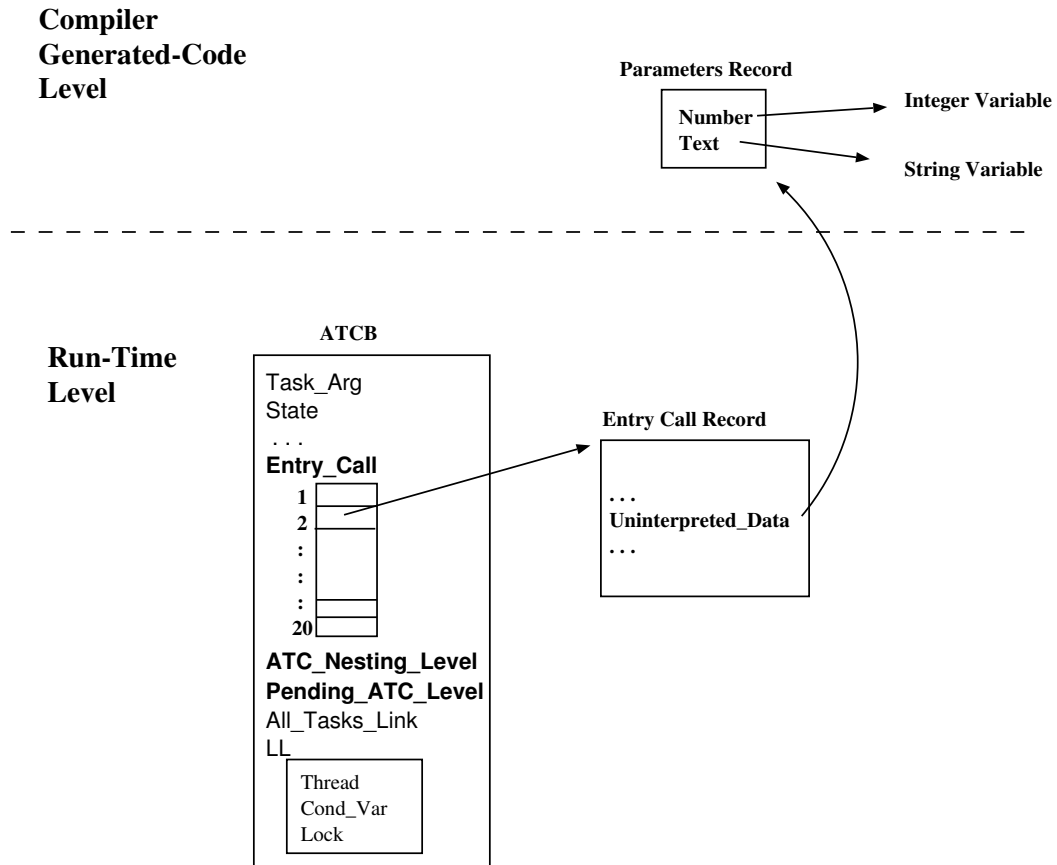 Compiler
Generated-Code
Level
Parameters Record
Number
Text
Integer Variable
String Variable
Run-Time
Level
ATCB
Task_Arg
State
. . .
Entry_Call
1
2
:
:
:
20
ATC_Nesting_Level
Pending_ATC_Level
All_Tasks_Link
LL
Thread
Cond_Var
Lock
Entry Call Record
. . .
Uninterpreted_Data
. . .